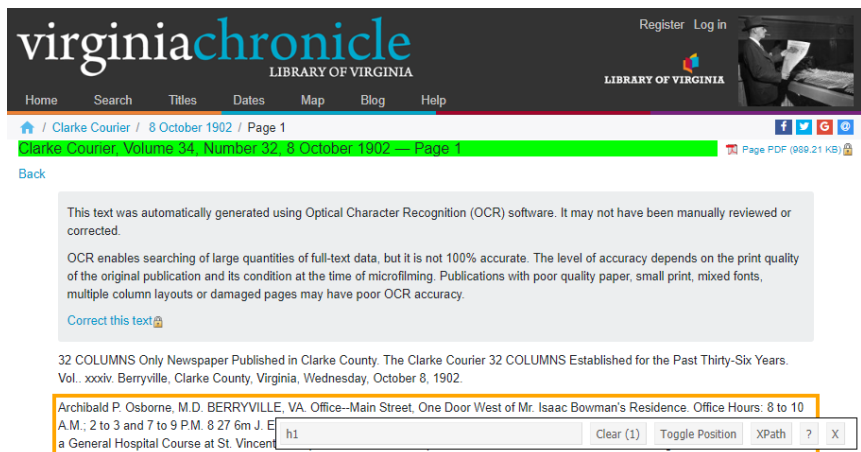 virginiachronicle
LIBRARY OF VIRGINIA
Register Log in
LIBRARY OF VIRGINIA
Home Search Titles Dates Map Blog Help
/ Clarke Courier / 8 October 1902 / Page 1
Clarke Courier, Volume 34, Number 32, 8 October 1902 — Page 1
Page PDF (989.21 KB)
Back
This text was automatically generated using Optical Character Recognition (OCR) software. It may not have been manually reviewed or
corrected.
OCR enables searching of large quantities of full-text data, but it is not 100% accurate. The level of accuracy depends on the print quality
of the original publication and its condition at the time of microfilming. Publications with poor quality paper, small print, mixed fonts,
multiple column layouts or damaged pages may have poor OCR accuracy.
Correct this text
32 COLUMNS Only Newspaper Published in Clarke County. The Clarke Courier 32 COLUMNS Established for the Past Thirty-Six Years.
Vol.. xxxiv. Berryville, Clarke County, Virginia, Wednesday, October 8, 1902.
Archibald P. Osborne, M.D. BERRYVILLE, VA. Office--Main Street, One Door West of Mr. Isaac Bowman's Residence. Office Hours: 8 to 10
A.M.; 2 to 3 and 7 to 9 P.M. 8 27 6m J. E
a General Hospital Course at St. Vincent
h1 Clear (1) Toggle Position XPath ? X